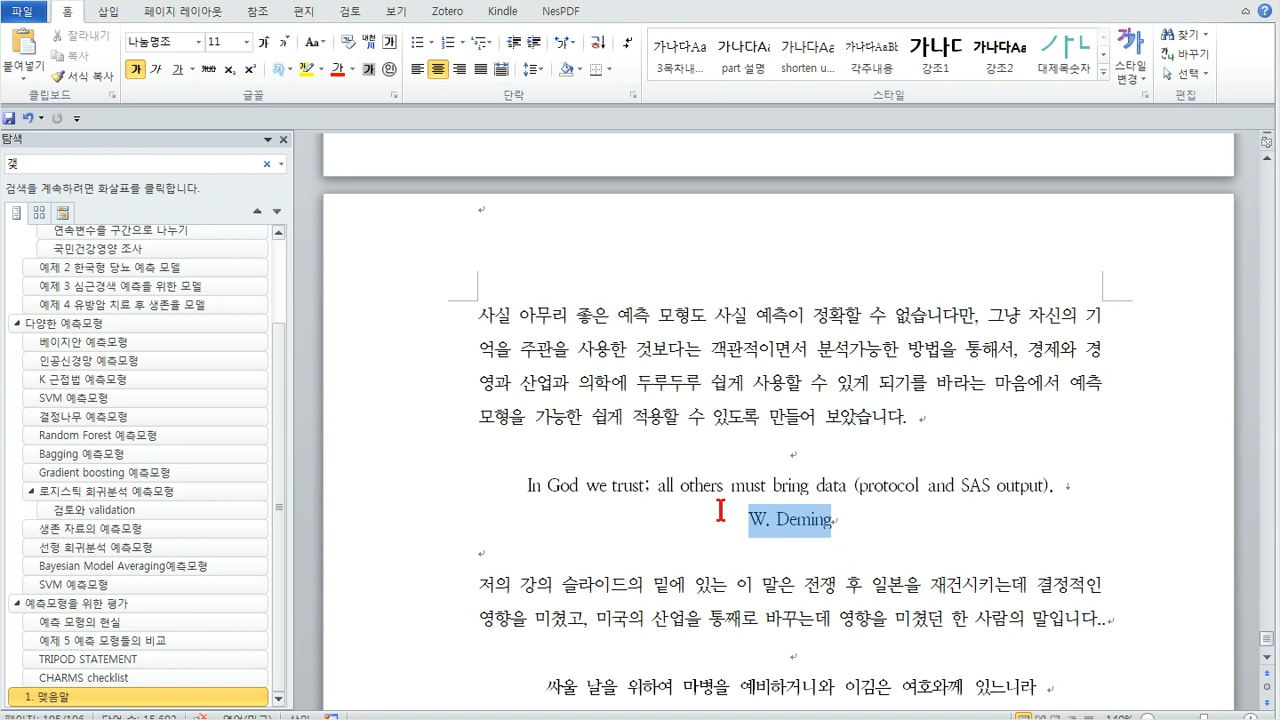 파일 홈 삽입 페이지 레이아웃 참조 편지 검토 보기 Zotero Kindle NesPDF
붙여넣기 잘라내기 복사 서식 복사
나눔명조 11
가나다Aa 가나다Aa 가나다Aa 가나다AaBb 가나다 가나다Aa
3목차내... part 설명 shorten u... 각주내용 강조1 강조2 대제목숫자
스타일 변경
찾기 바꾸기 선택
클립보드 글꼴 단락 스타일 편집
탐색
갳
검색을 계속하려면 화살표를 클릭합니다.
연속변수를 구간으로 나누기
국민건강영양 조사
예제 2 한국형 당뇨 예측 모델
예제 3 심근경색 예측을 위한 모델
예제 4 유방암 치료 후 생존율 모델
다양한 예측모형
베이지안 예측모형
인공신경망 예측모형
K 근접법 예측모형
SVM 예측모형
결정나무 예측모형
Random Forest 예측모형
Bagging 예측모형
Gradient boosting 예측모형
로지스틱 회귀분석 예측모형
검토와 validation
생존 자료의 예측모형
선형 회귀분석 예측모형
Bayesian Model Averaging예측모형
SVM 예측모형
예측모형을 위한 평가
예측 모형의 현실
예제 5 예측 모형들의 비교
TRIPOD STATEMENT
CHARMS checklist
1. 맺음말
사실 아무리 좋은 예측 모형도 사실 예측이 정확할 수 없습니다만, 그냥 자신의 기
억을 주관을 사용한 것보다는 객관적이면서 분석가능한 방법을 통해서, 경제와 경
영과 산업과 의학에 두루두루 쉽게 사용할 수 있게 되기를 바라는 마음에서 예측
모형을 가능한 쉽게 적용할 수 있도록 만들어 보았습니다.
In God we trust; all others must bring data (protocol and SAS output).
W. Deming
저의 강의 슬라이드의 밑에 있는 이 말은 전쟁 후 일본을 재건시키는데 결정적인
영향을 미쳤고, 미국의 산업을 통째로 바꾸는데 영향을 미쳤던 한 사람의 말입니다..
싸울 날을 위하여 마병을 예비하거니와 이김은 여호와께 있느니라